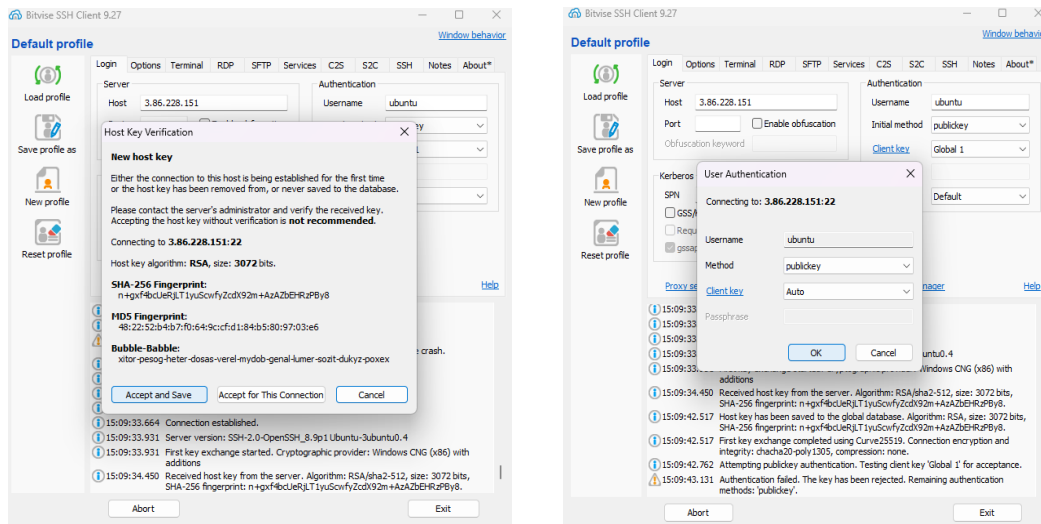 Bitvise SSH Client 9.27
Default profile
Window behavior
Load profile
Save profile as
New profile
Reset profile
Login Options Terminal RDP SFTP Services C2S S2C SSH Notes About*
Server
Host 3.86.228.151
Authentication
Username ubuntu
Host Key Verification
New host key
Either the connection to this host is being established for the first time
or the host key has been removed from, or never saved to the database.
Please contact the server's administrator and verify the received key.
Accepting the host key without verification is not recommended.
Connecting to 3.86.228.151:22
Host key algorithm: RSA, size: 3072 bits.
SHA-256 Fingerprint:
n+gxf4bcUeRjLT1yuScwfyZcdX92m+AzAZbEHRzPBy8
MD5 Fingerprint:
48:22:52:b4:b7:f0:64:9c:cf:d1:84:b5:80:97:03:e6
Bubble-Babble:
xitor-pesog-heter-dosas-verel-mydob-genal-lumer-sozit-dukyz-poxex
Accept and Save Accept for This Connection Cancel
Help
crash.
15:09:33.664 Connection established.
15:09:33.931 Server version: SSH-2.0-OpenSSH_8.9p1 Ubuntu-3ubuntu0.4
15:09:33.931 First key exchange started. Cryptographic provider: Windows CNG (x86) with
additions
15:09:34.450 Received host key from the server. Algorithm: RSA/sha2-512, size: 3072 bits,
SHA-256 fingerprint: n+gxf4bcUeRjLT1yuScwfyZcdX92m+AzAZbEHRzPBy8.
Abort Exit
Bitvise SSH Client 9.27
Default profile
Window behavi
Load profile
Save profile as
New profile
Reset profile
Login Options Terminal RDP SFTP Services C2S S2C SSH Notes About*
Server
Host 3.86.228.151
Port Enable obfuscation
Obfuscation keyword
Kerberos
SPN
GSS/
Requ
gssap
Proxy se
Authentication
Username ubuntu
Initial method publickey
Client key Global 1
Default
nager
Help
User Authentication
Connecting to: 3.86.228.151:22
Username ubuntu
Method publickey
Client key Auto
Passphrase
OK Cancel
15:09:33
15:09:33
15:09:33
15:09:33 untu0.4
15:09:33 Windows CNG (x86) with
additions
15:09:34.450 Received host key from the server. Algorithm: RSA/sha2-512, size: 3072 bits,
SHA-256 fingerprint: n+gxf4bcUeRjLT1yuScwfyZcdX92m+AzAZbEHRzPBy8.
15:09:42.517 Host key has been saved to the global database. Algorithm: RSA, size: 3072 bits,
SHA-256 fingerprint: n+gxf4bcUeRjLT1yuScwfyZcdX92m+AzAZbEHRzPBy8.
15:09:42.517 First key exchange completed using Curve25519. Connection encryption and
integrity: chacha20-poly1305, compression: none.
15:09:42.762 Attempting publickey authentication. Testing client key 'Global 1' for acceptance.
15:09:43.131 Authentication failed. The key has been rejected. Remaining authentication
methods: 'publickey'.
Abort Exit